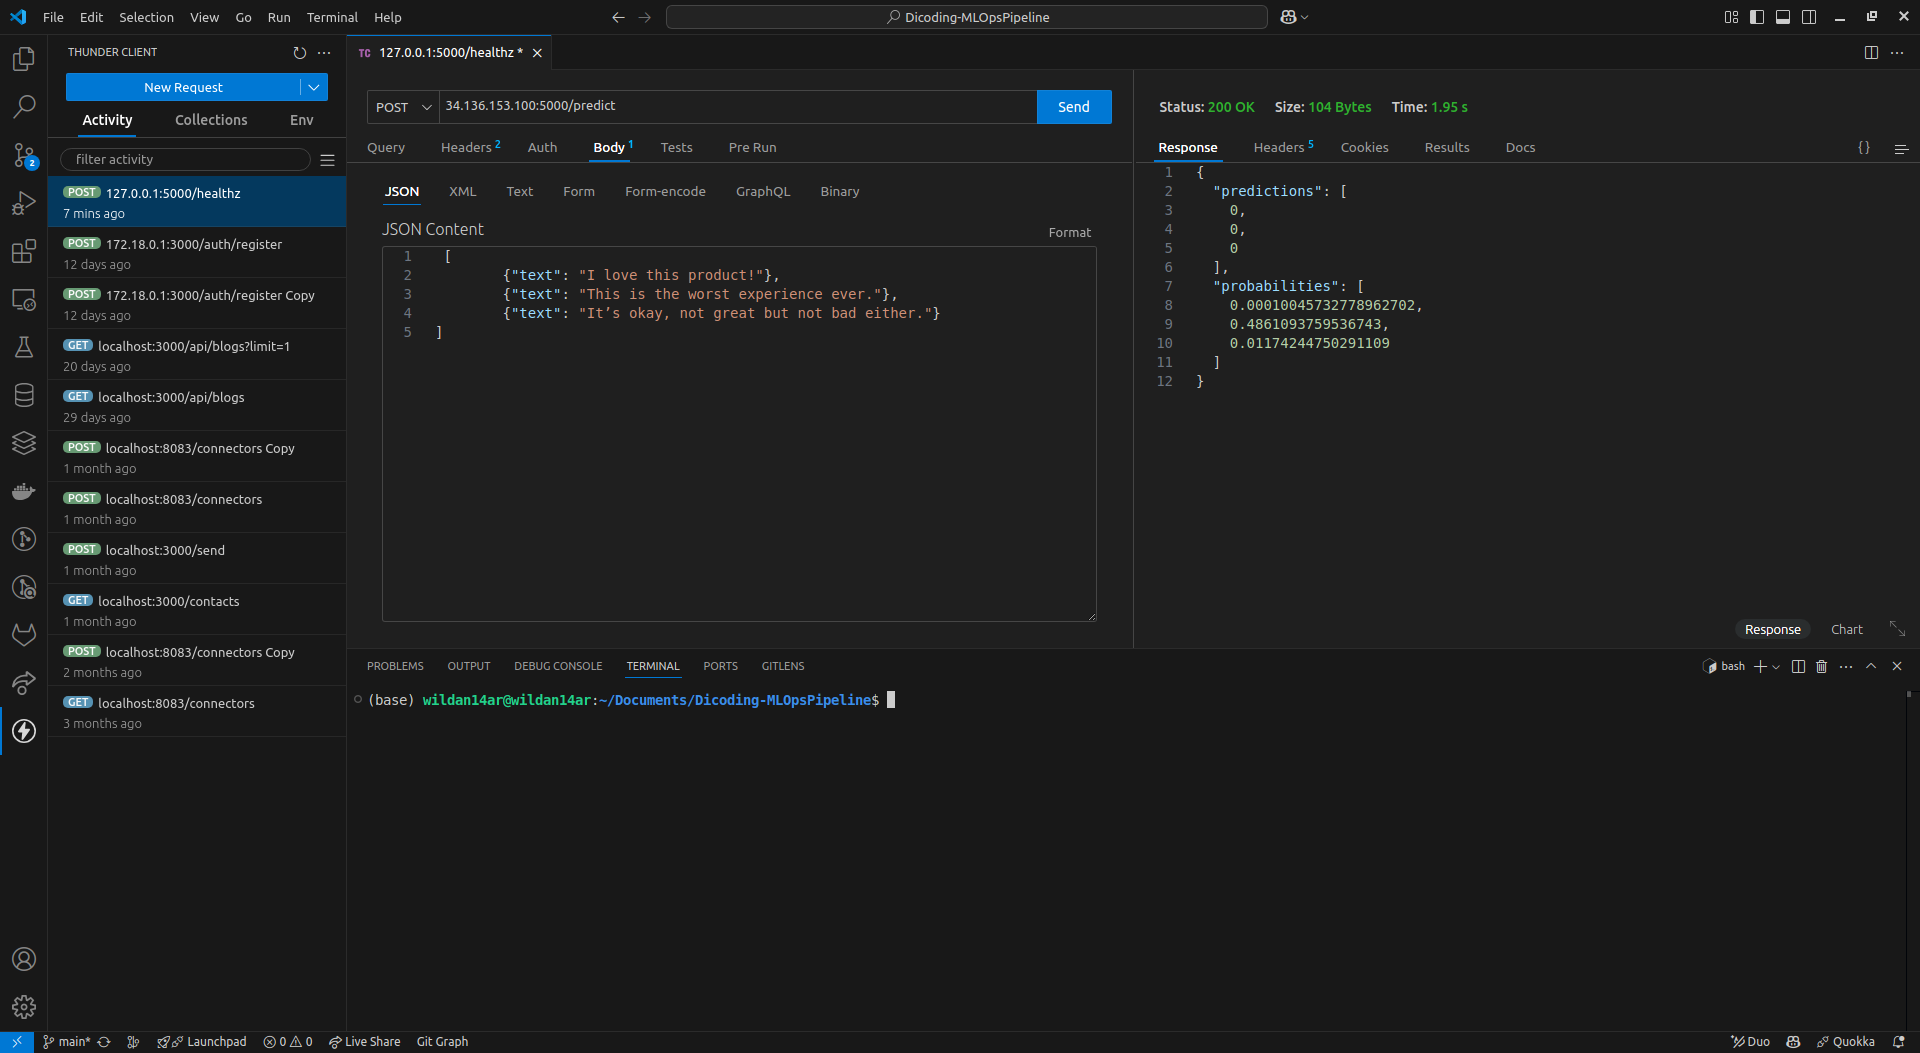 File Edit Selection View Go Run Terminal Help
Dicoding-MLOpsPipeline
THUNDER CLIENT
New Request
Activity Collections Env
filter activity
POST 127.0.0.1:5000/healthz
7 mins ago
POST 172.18.0.1:3000/auth/register
12 days ago
POST 172.18.0.1:3000/auth/register Copy
12 days ago
GET localhost:3000/api/blogs?limit=1
20 days ago
GET localhost:3000/api/blogs
29 days ago
POST localhost:8083/connectors Copy
1 month ago
POST localhost:8083/connectors
1 month ago
POST localhost:3000/send
1 month ago
GET localhost:3000/contacts
1 month ago
POST localhost:8083/connectors Copy
2 months ago
GET localhost:8083/connectors
3 months ago
2
TC 127.0.0.1:5000/healthz *
POST 34.136.153.100:5000/predict Send
Query Headers 2 Auth Body 1 Tests Pre Run
JSON XML Text Form Form-encode GraphQL Binary
JSON Content
Format
1 [
2 {"text": "I love this product!"},
3 {"text": "This is the worst experience ever."},
4 {"text": "It’s okay, not great but not bad either."}
5 ]
Status: 200 OK Size: 104 Bytes Time: 1.95 s
Response Headers 5 Cookies Results Docs {}
1 {
2 "predictions": [
3 0,
4 0,
5 0
6 ],
7 "probabilities": [
8 0.00010045732778962702,
9 0.4861093759536743,
10 0.01174244750291109
11 ]
12 }
Response Chart
PROBLEMS OUTPUT DEBUG CONSOLE TERMINAL PORTS GITLENS
bash
(base) wildan14ar@wildan14ar:~/Documents/Dicoding-MLOpsPipeline$
main* Launchpad 0 0 Live Share Git Graph
Duo Quokka